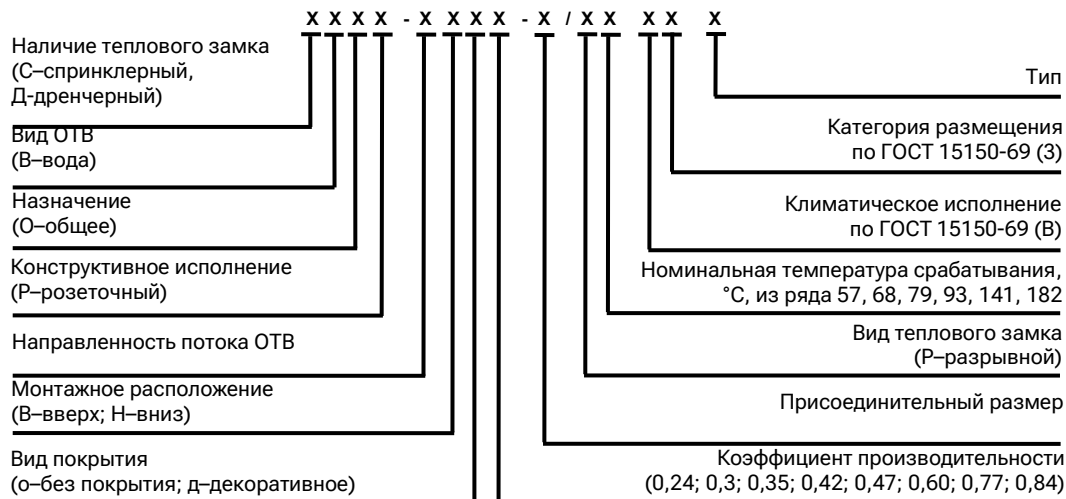 X X X X - X X X X - X / X X X X X
Наличие теплового замка
(С–спринклерный,
Д-дренчерный)
Вид ОТВ
(В–вода)
Назначение
(О–общее)
Конструктивное исполнение
(Р–розеточный)
Направленность потока ОТВ
Монтажное расположение
(В–вверх; Н–вниз)
Вид покрытия
(о–без покрытия; д–декоративное)
Тип
Категория размещения
по ГОСТ 15150-69 (3)
Климатическое исполнение
по ГОСТ 15150-69 (В)
Номинальная температура срабатывания,
°С, из ряда 57, 68, 79, 93, 141, 182
Вид теплового замка
(Р–разрывной)
Присоединительный размер
Коэффициент производительности
(0,24; 0,3; 0,35; 0,42; 0,47; 0,60; 0,77; 0,84)